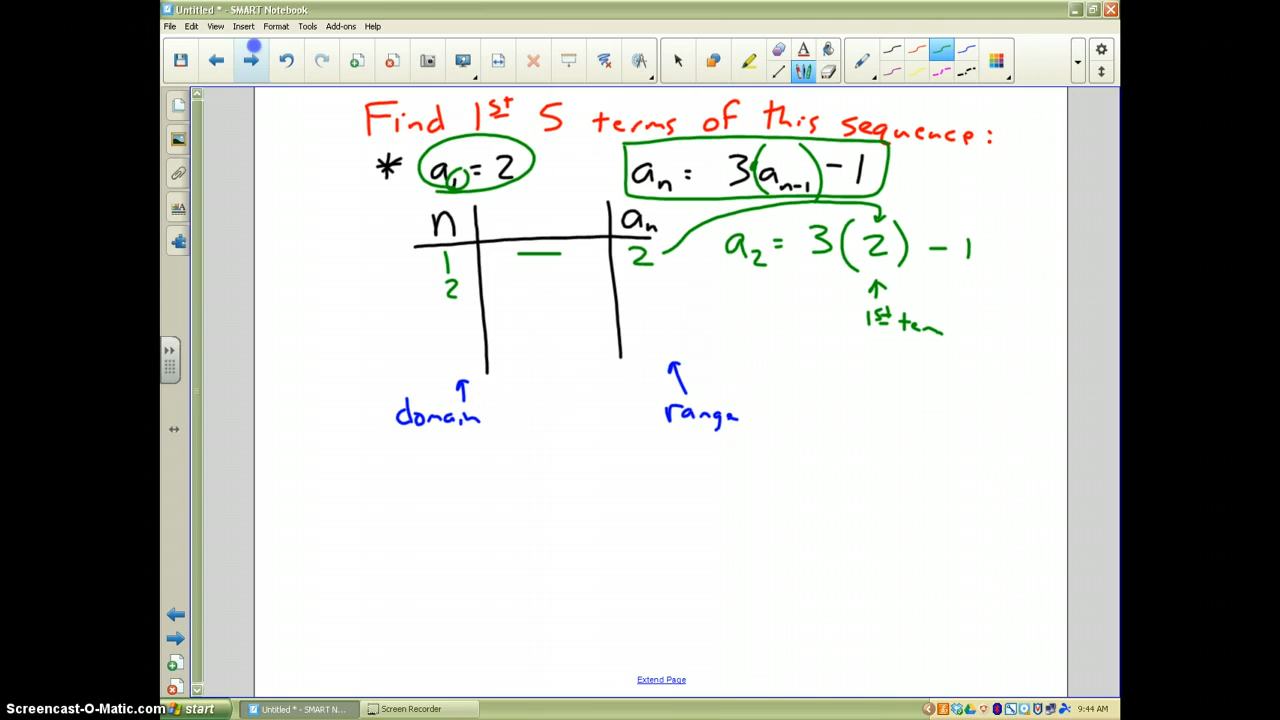 Untitled * - SMART Notebook
File Edit View Insert Format Tools Add-ons Help
Find 1st 5 terms of this sequence:
* a1 = 2 an = 3(an-1) - 1
n an
1 — 2 a2 = 3(2) - 1
2
1st term
domain range
Extend Page
Screencast-O-Matic.com start Untitled * - SMART N... Screen Recorder 9:44 AM